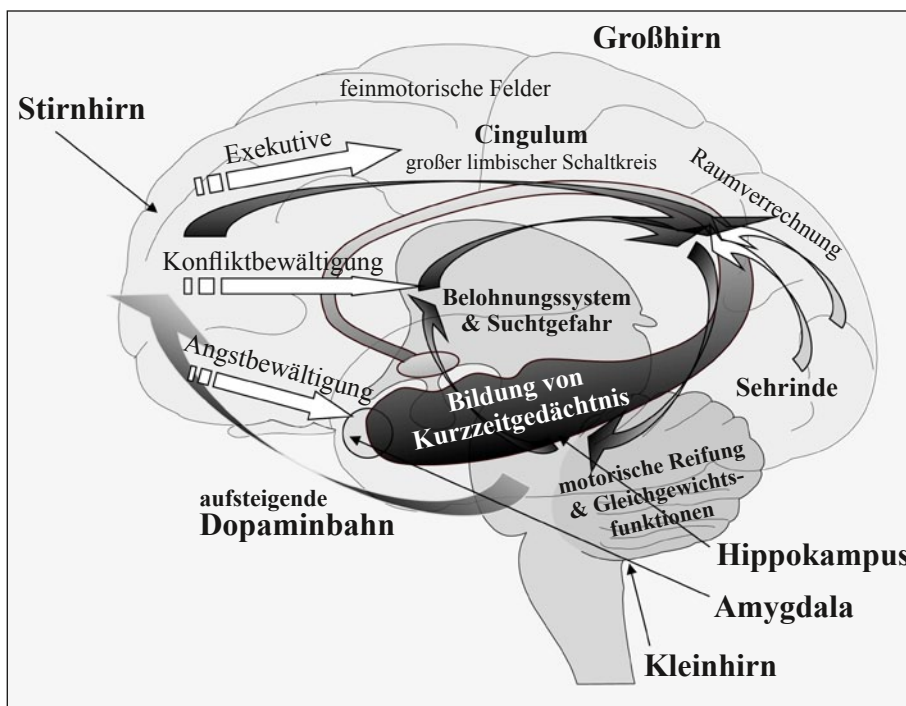 Großhirn
feinmotorische Felder
Stirnhirn
Exekutive
Cingulum
großer limbischer Schaltkreis
Raumverrechnung
Konfliktbewältigung
Belohnungssystem
& Suchtgefahr
Angstbewältigung
Sehrinde
Bildung von
Kurzzeitgedächtnis
motorische Reifung
& Gleichgewichts-
funktionen
aufsteigende
Dopaminbahn
Hippokampus
Amygdala
Kleinhirn